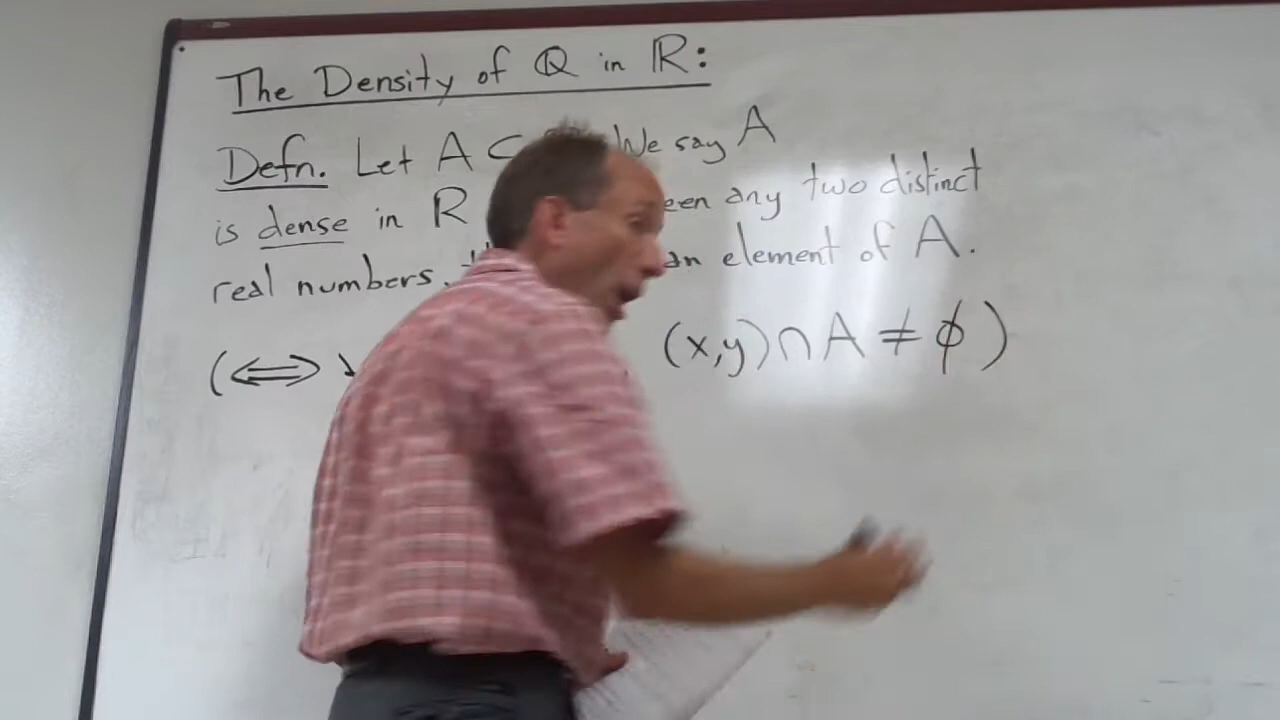 The Density of ℚ in ℝ:
Defn. Let A ⊂ We say A
is dense in ℝ any two distinct
real numbers, an element of A.
(⟺ (x,y)∩A ≠ ϕ)